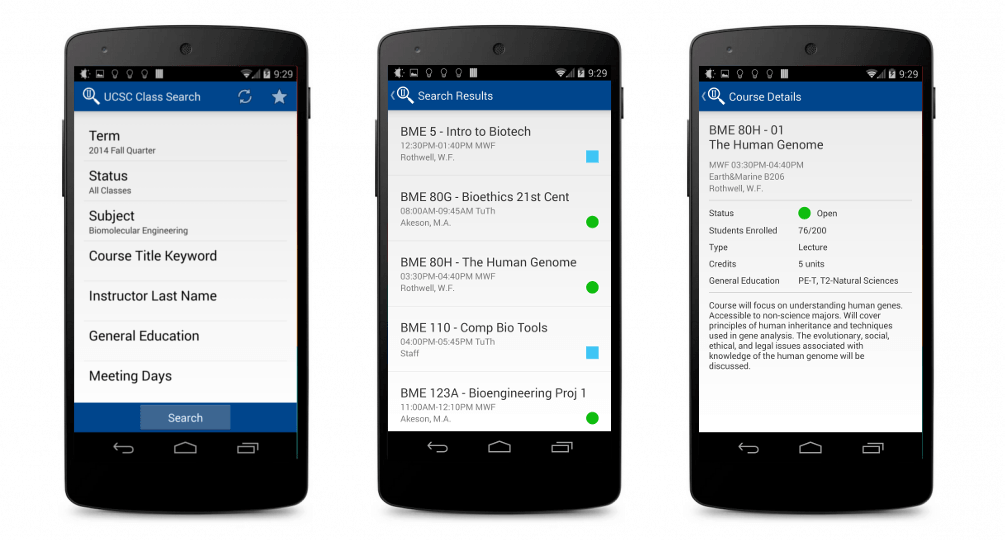 9:29
UCSC Class Search
Term
2014 Fall Quarter
Status
All Classes
Subject
Biomolecular Engineering
Course Title Keyword
Instructor Last Name
General Education
Meeting Days
Search
9:29
Search Results
BME 5 - Intro to Biotech
12:30PM-01:40PM MWF
Rothwell, W.F.
BME 80G - Bioethics 21st Cent
08:00AM-09:45AM TuTh
Akeson, M.A.
BME 80H - The Human Genome
03:30PM-04:40PM MWF
Rothwell, W.F.
BME 110 - Comp Bio Tools
04:00PM-05:45PM TuTh
Staff
BME 123A - Bioengineering Proj 1
11:00AM-12:10PM MWF
Akeson, M.A.
9:29
Course Details
BME 80H - 01
The Human Genome
MWF 03:30PM-04:40PM
Earth&Marine B206
Rothwell, W.F.
Status Open
Students Enrolled 76/200
Type Lecture
Credits 5 units
General Education PE-T, T2-Natural Sciences
Course will focus on understanding human genes.
Accessible to non-science majors. Will cover
principles of human inheritance and techniques
used in gene analysis. The evolutionary, social,
ethical, and legal issues associated with
knowledge of the human genome will be
discussed.